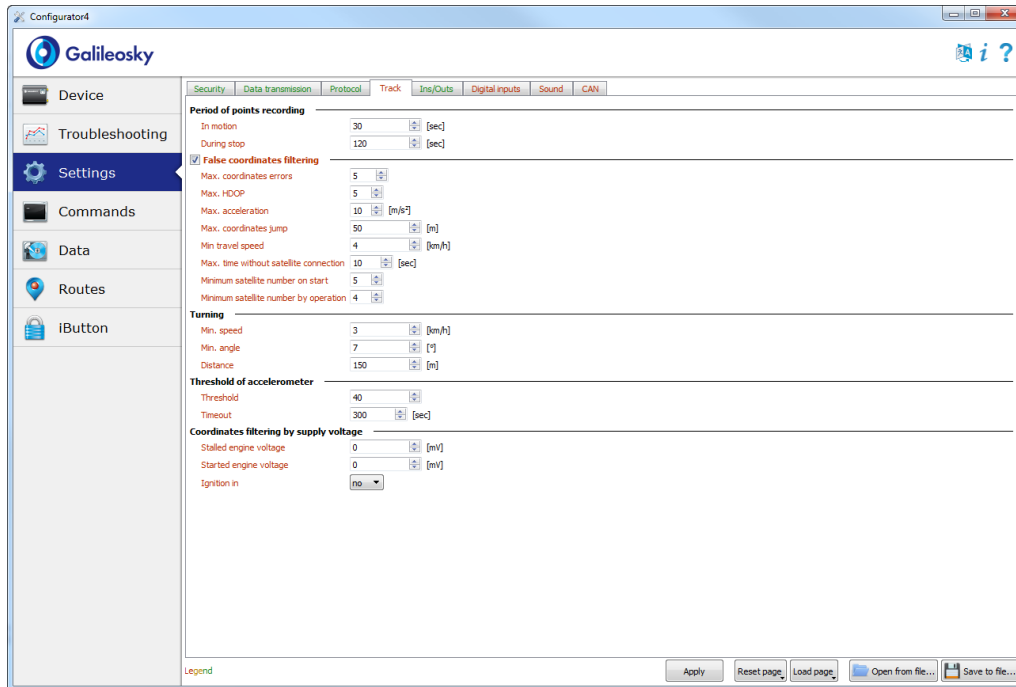 Configurator4
Galileosky
Device
Troubleshooting
Settings
Commands
Data
Routes
iButton
Security Data transmission Protocol Track Ins/Outs Digital inputs Sound CAN
Period of points recording
In motion 30 [sec]
During stop 120 [sec]
False coordinates filtering
Max. coordinates errors 5
Max. HDOP 5
Max. acceleration 10 [m/s²]
Max. coordinates jump 50 [m]
Min travel speed 4 [km/h]
Max. time without satellite connection 10 [sec]
Minimum satellite number on start 5
Minimum satellite number by operation 4
Turning
Min. speed 3 [km/h]
Min. angle 7 [°]
Distance 150 [m]
Threshold of accelerometer
Threshold 40
Timeout 300 [sec]
Coordinates filtering by supply voltage
Stalled engine voltage 0 [mV]
Started engine voltage 0 [mV]
Ignition in no
Legend Apply Reset page Load page Open from file... Save to file...